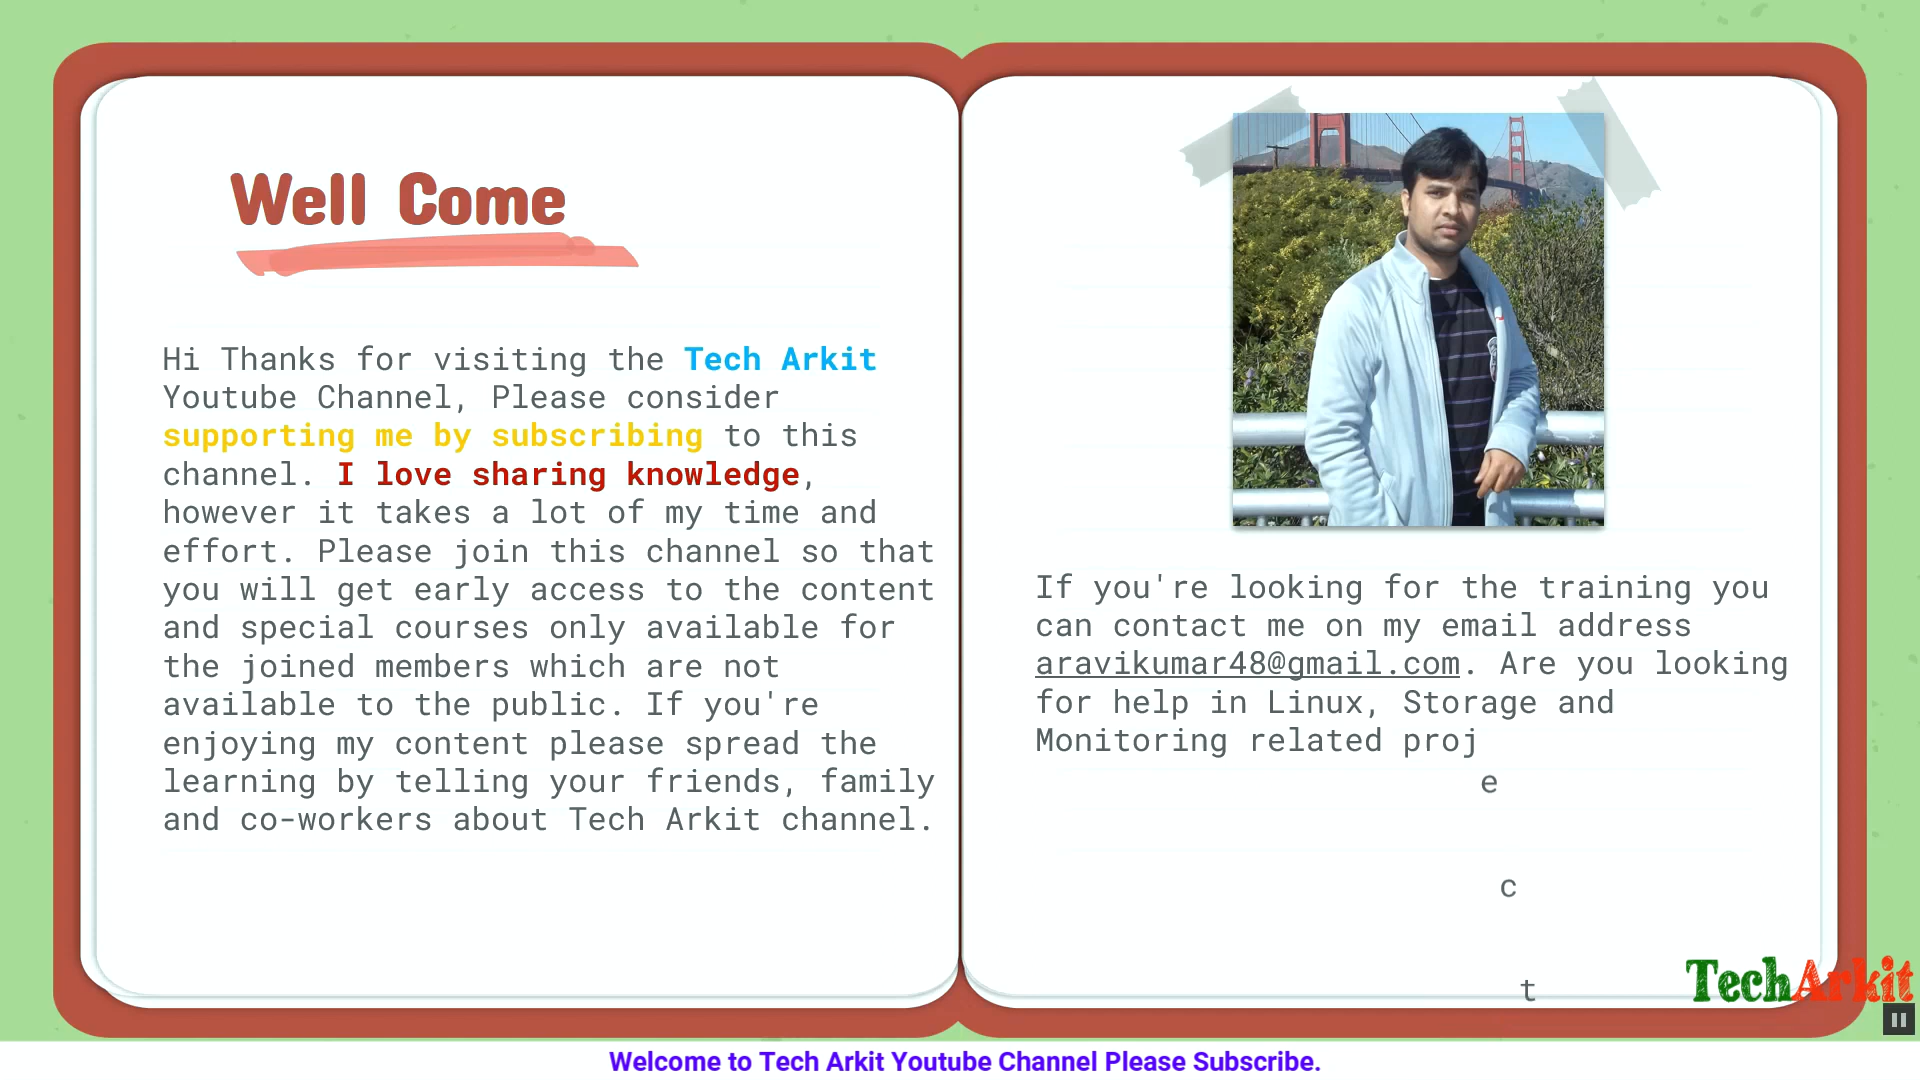 Well Come
Hi Thanks for visiting the Tech Arkit
Youtube Channel, Please consider
supporting me by subscribing to this
channel. I love sharing knowledge,
however it takes a lot of my time and
effort. Please join this channel so that
you will get early access to the content
and special courses only available for
the joined members which are not
available to the public. If you're
enjoying my content please spread the
learning by telling your friends, family
and co-workers about Tech Arkit channel.
If you're looking for the training you
can contact me on my email address
aravikumar48@gmail.com. Are you looking
for help in Linux, Storage and
Monitoring related proj
e
c
t
TechArkit
Welcome to Tech Arkit Youtube Channel Please Subscribe.